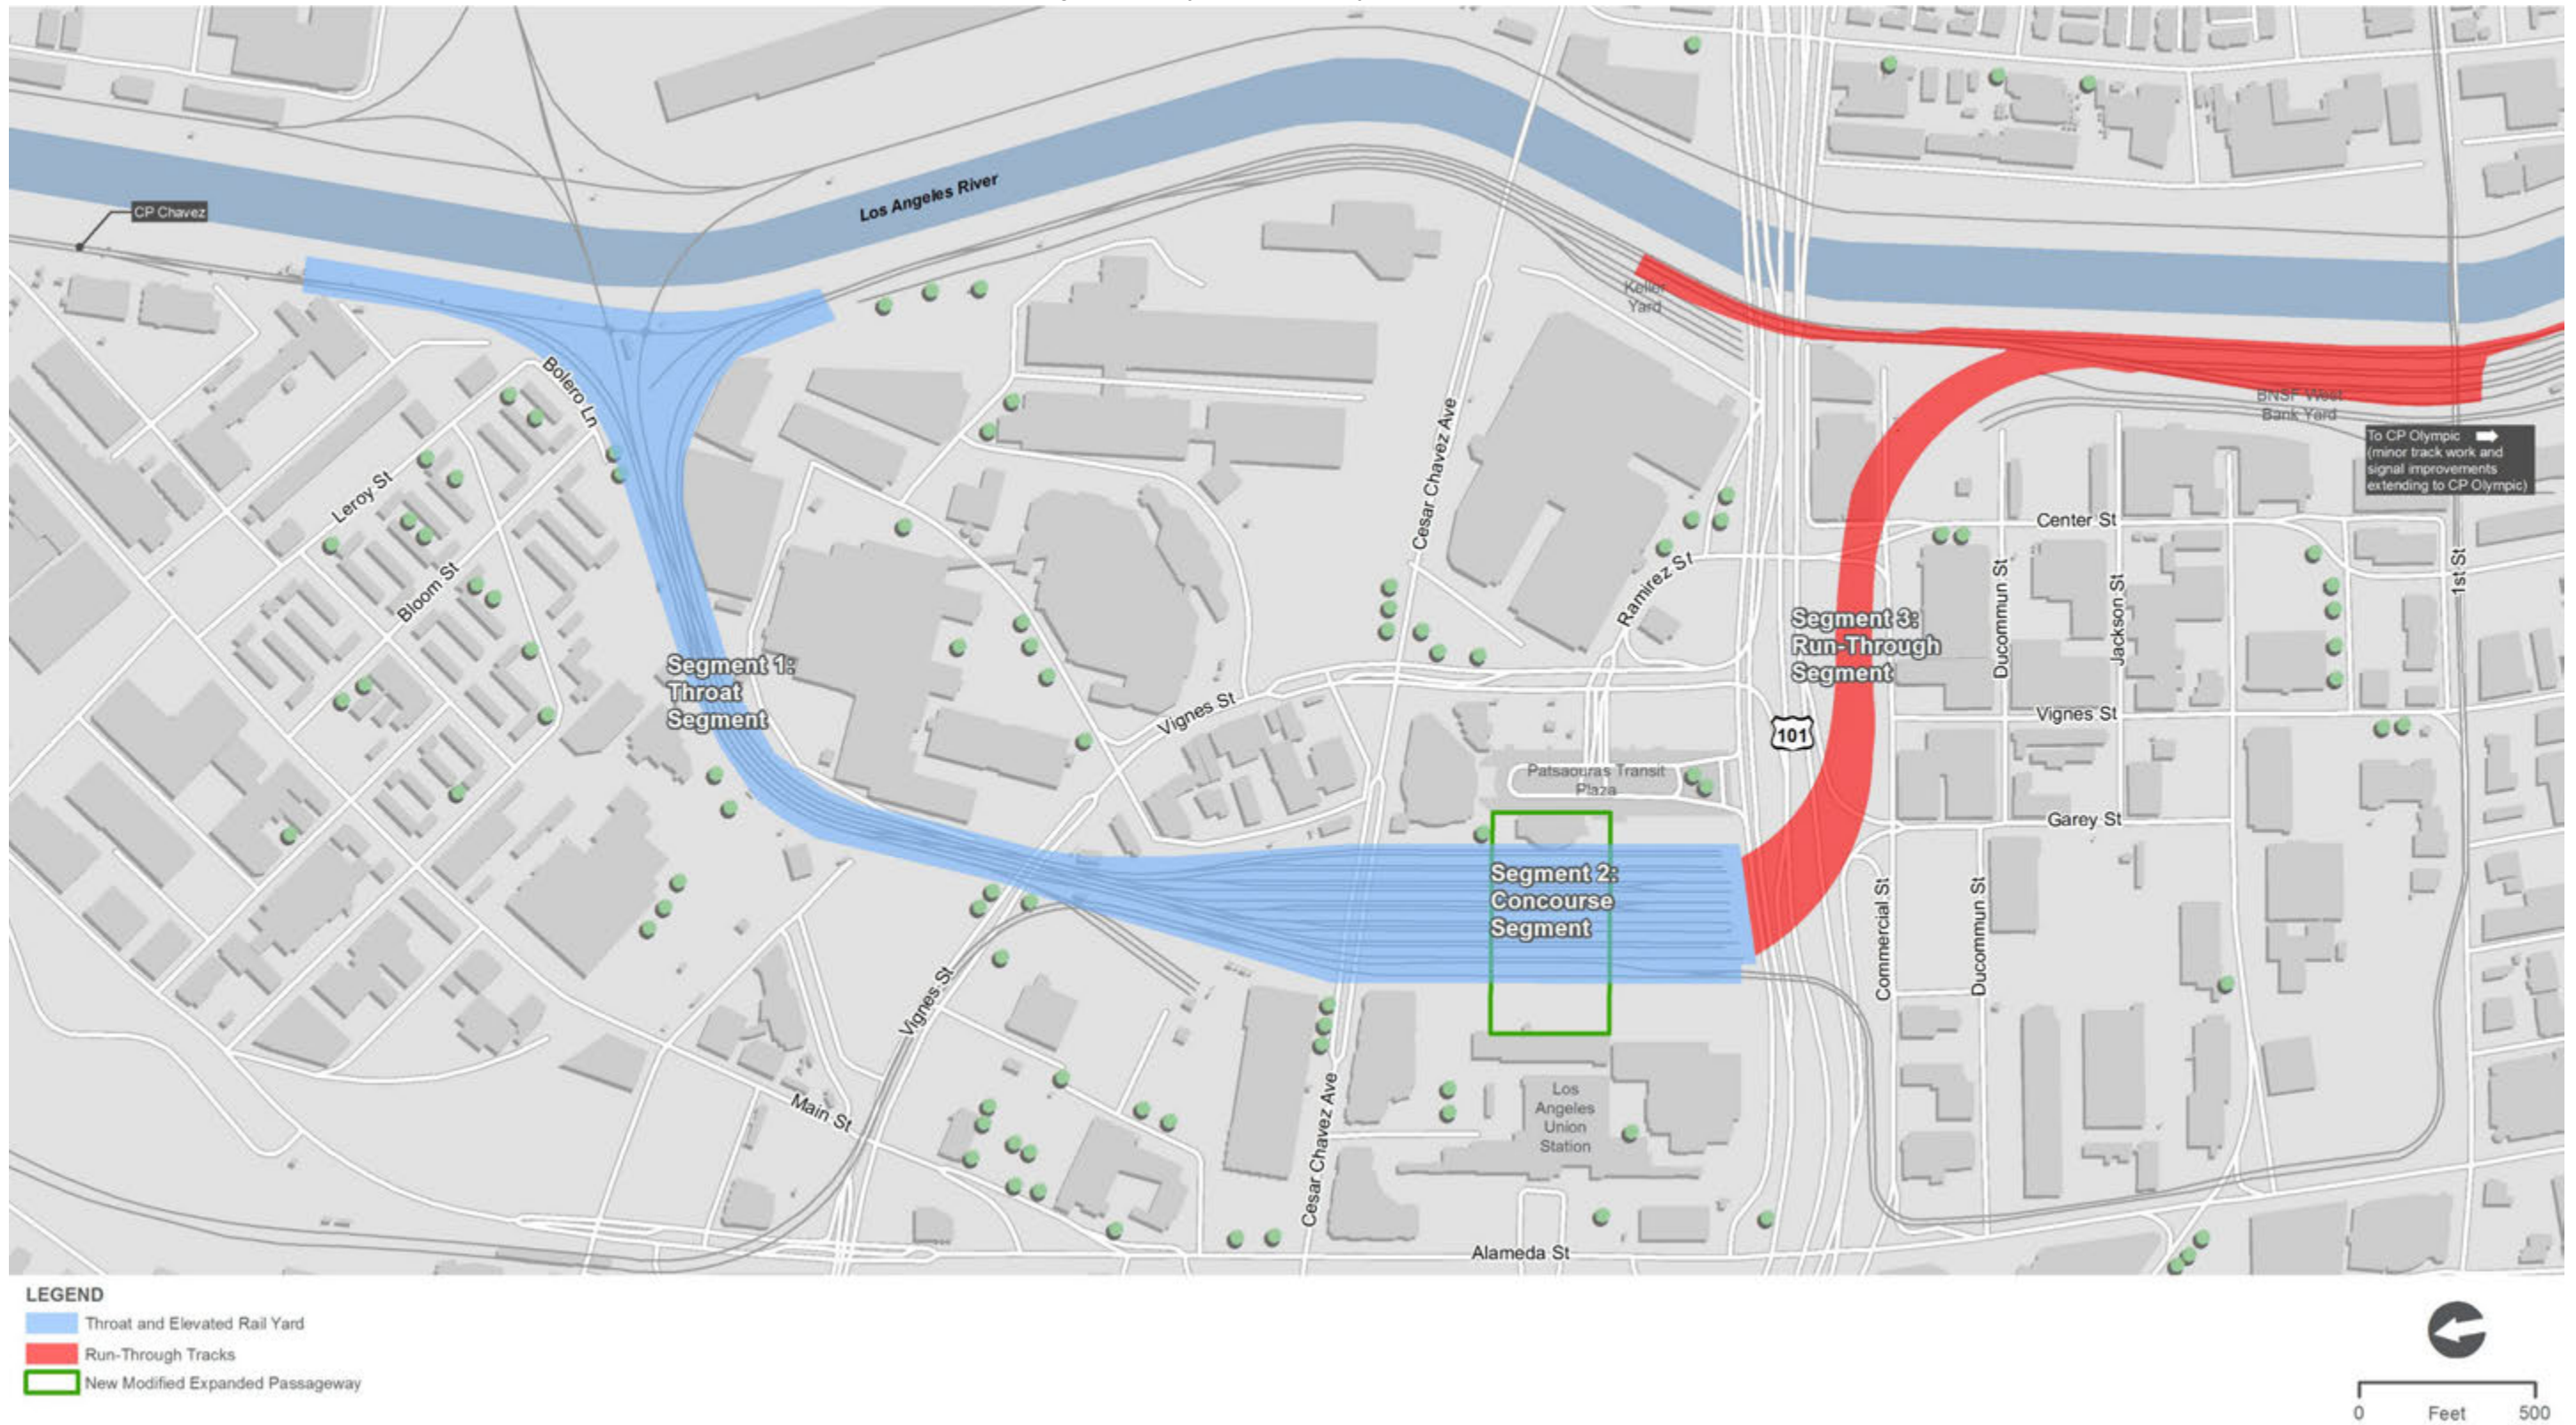 CP Chavez
Los Angeles River
Keller
Yard
Bolero Ln
BNSF West
Bank Yard
To CP Olympic
(minor track work and
signal improvements
extending to CP Olympic)
Leroy St
Cesar Chavez Ave
Center St
Bloom St
Ramirez St
Ducommun St
Jackson St
1st St
Segment 3:
Run-Through
Segment
Segment 1:
Throat
Segment
Vignes St
Vignes St
101
Patsaouras Transit
Plaza
Garey St
Segment 2:
Concourse
Segment
Commercial St
Ducommun St
Vignes St
Main St
Cesar Chavez Ave
Los
Angeles
Union
Station
Alameda St
LEGEND
Throat and Elevated Rail Yard
Run-Through Tracks
New Modified Expanded Passageway
0 Feet 500